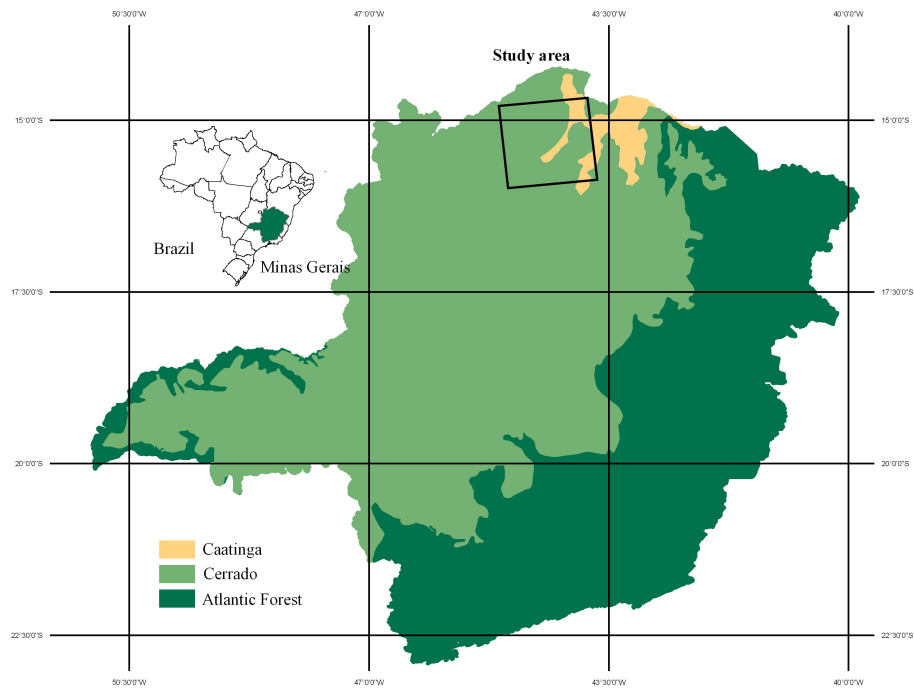 50°30'0"W 47°0'0"W 43°30'0"W 40°0'0"W
Study area
15°0'0"S 15°0'0"S
Brazil
Minas Gerais
17°30'0"S 17°30'0"S
20°0'0"S 20°0'0"S
Caatinga
Cerrado
Atlantic Forest
22°30'0"S 22°30'0"S
50°30'0"W 47°0'0"W 43°30'0"W 40°0'0"W